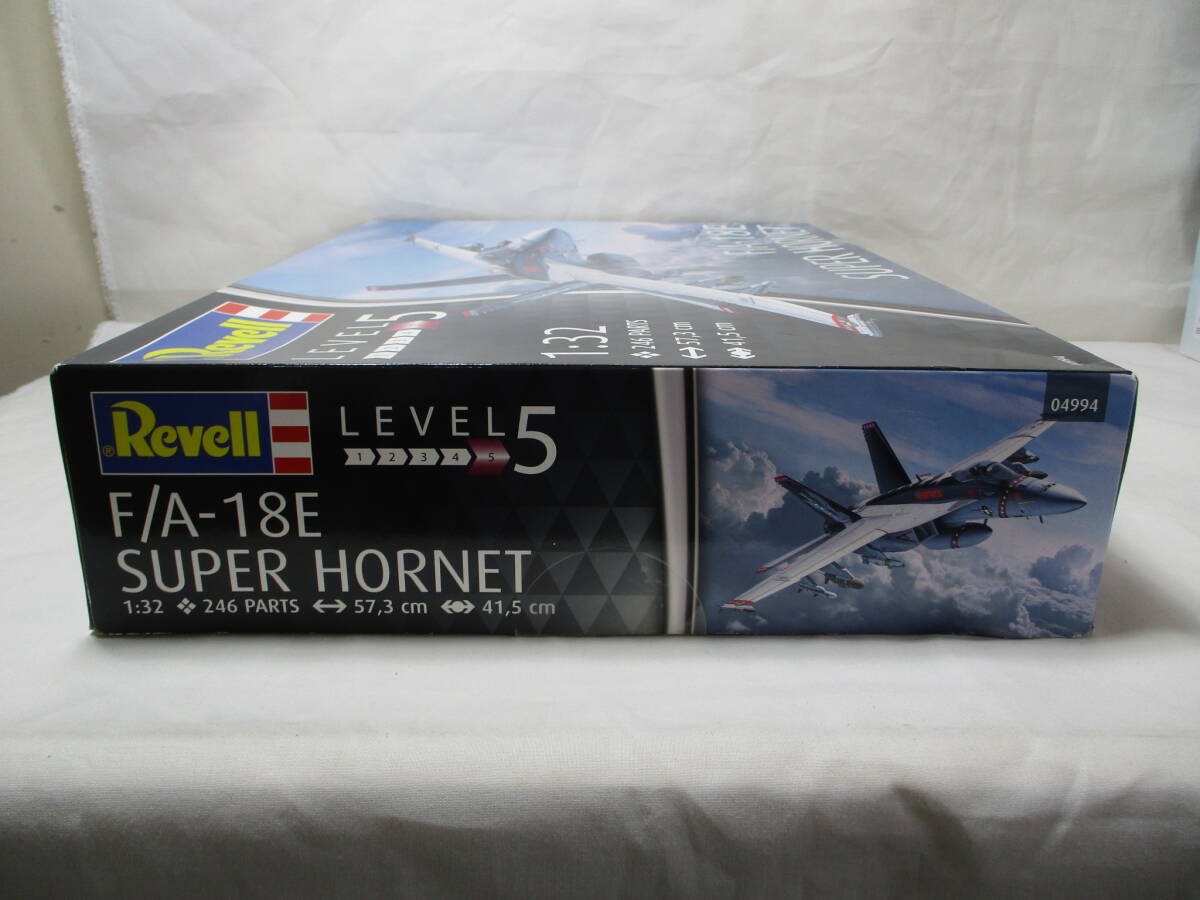 F/A-18E
SUPER HORNET
Revell
LEVEL 5
1:32
246 PARTS
57,3 cm
41,5 cm
® Revell
LEVEL 5
1 2 3 4 5
F/A-18E
SUPER HORNET
1:32 246 PARTS 57,3 cm 41,5 cm
04994